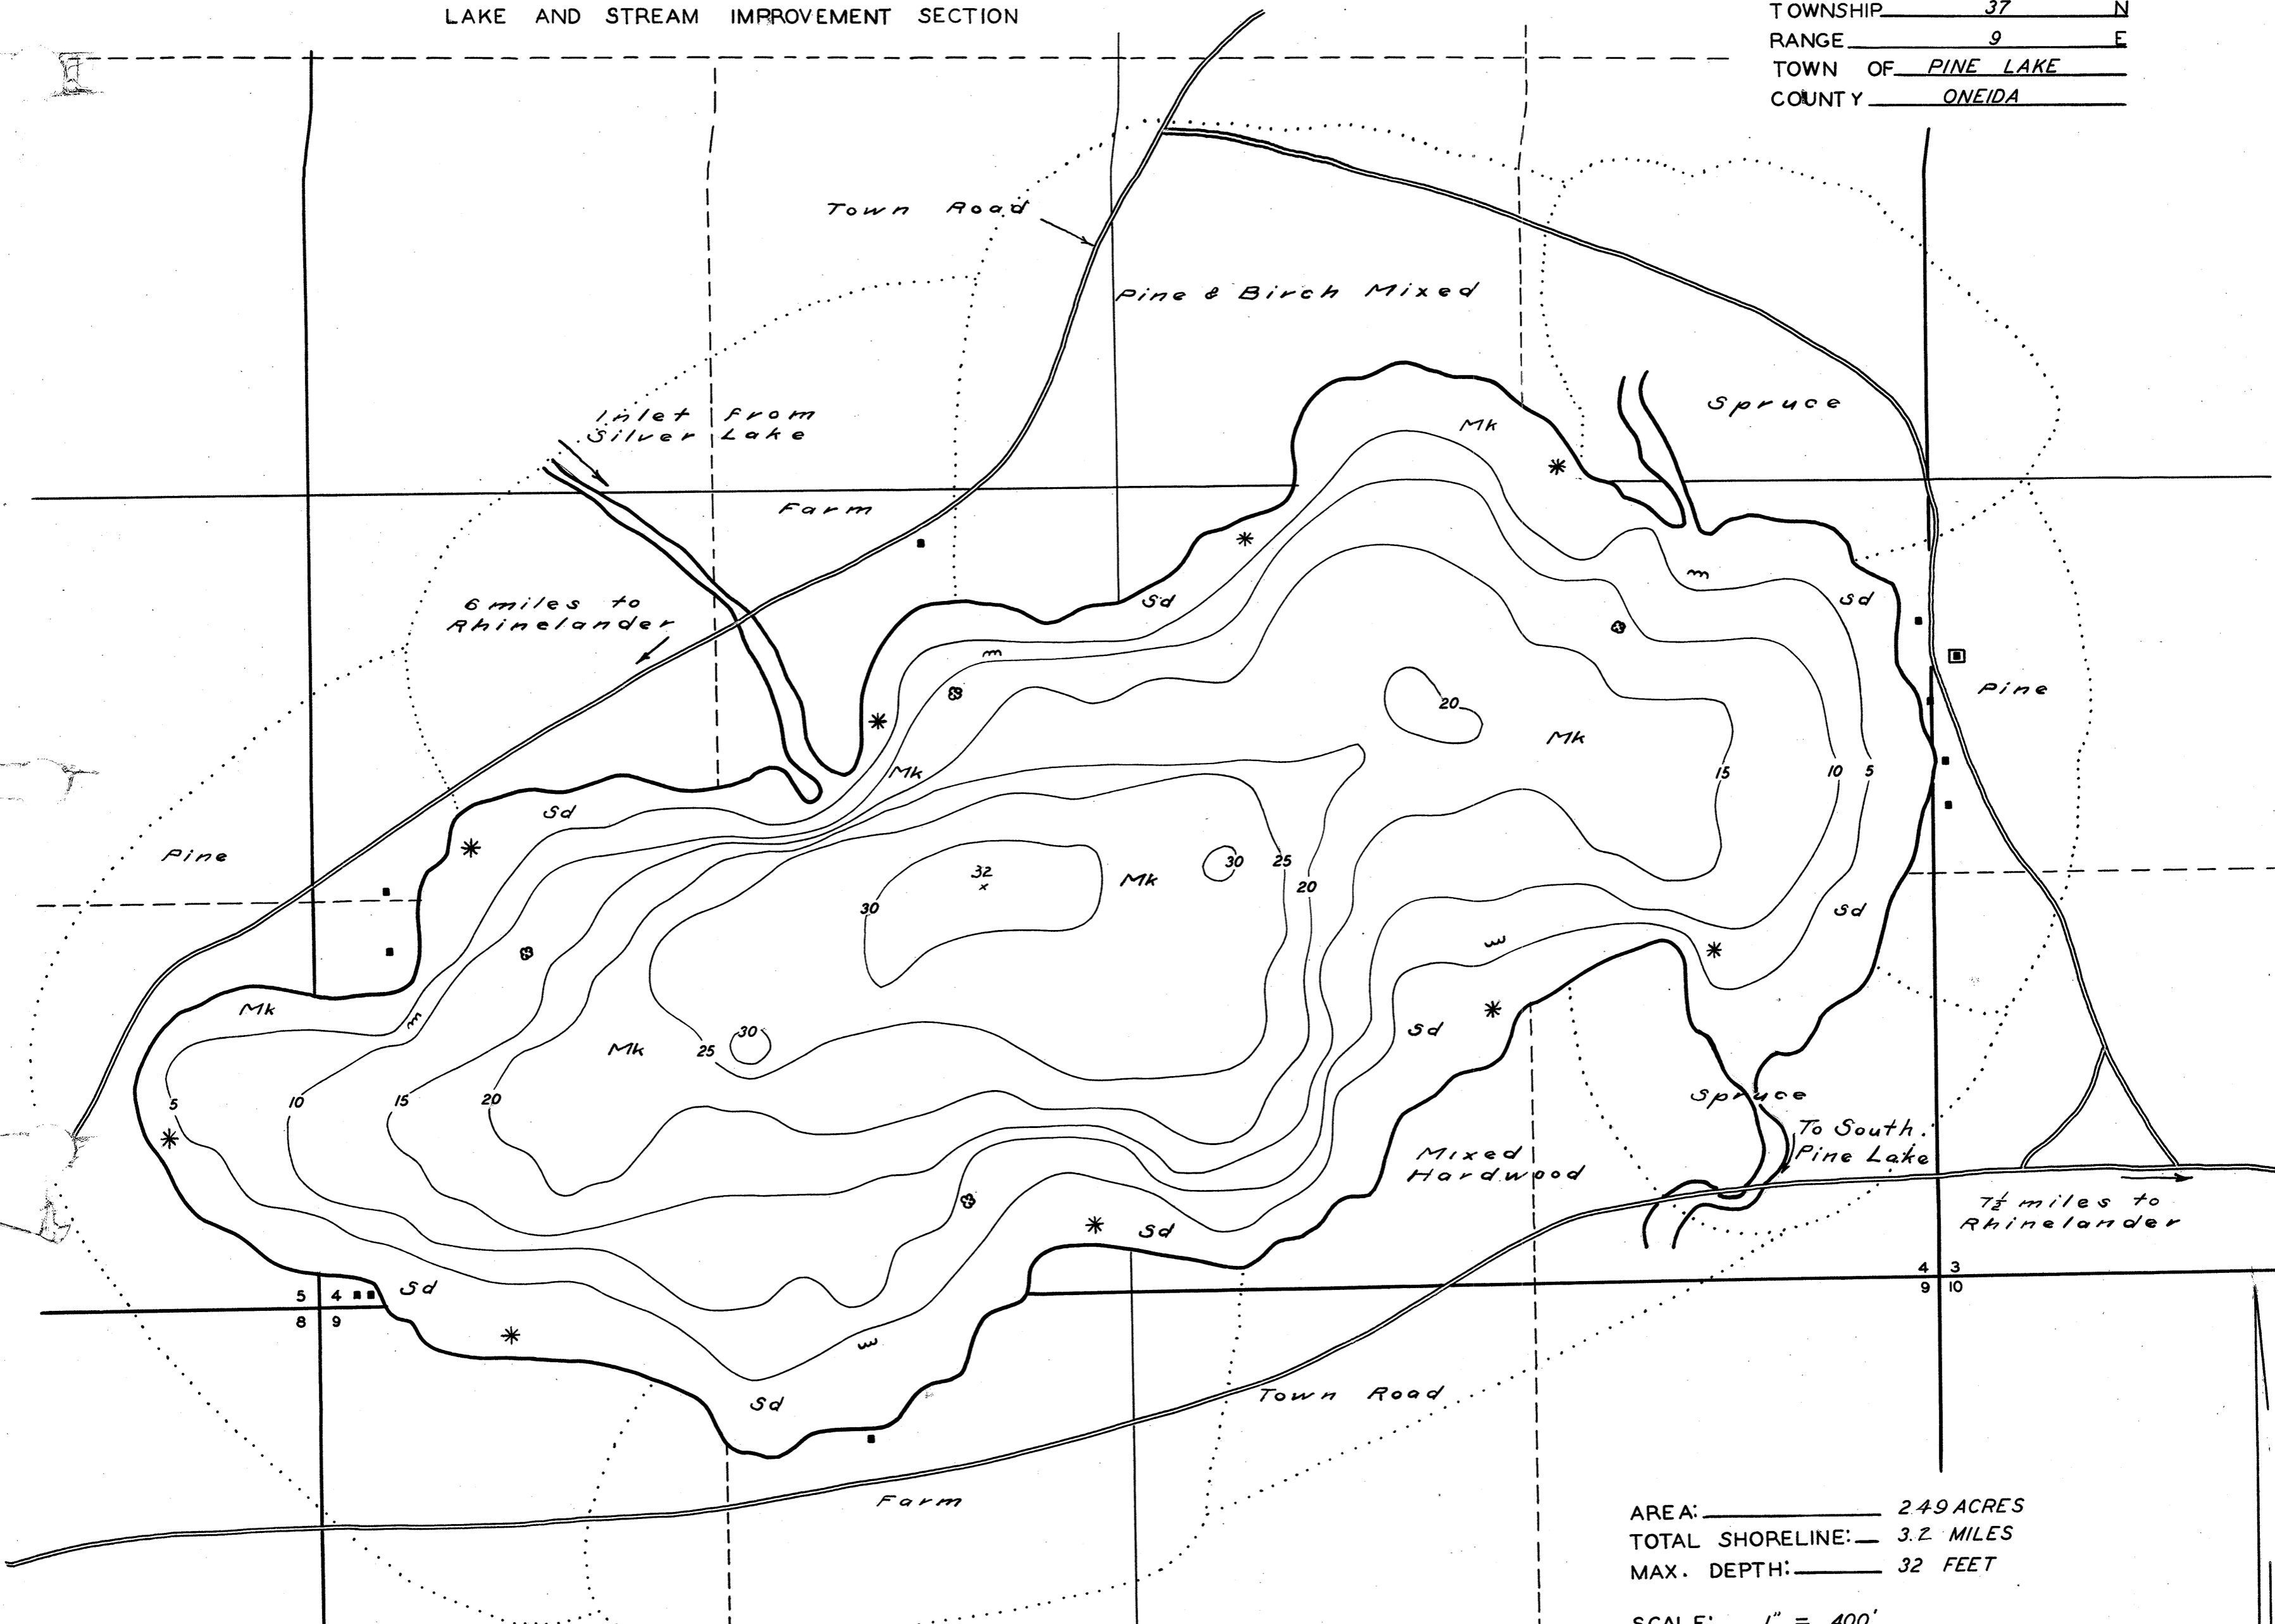 LAKE AND STREAM IMPROVEMENT SECTION
TOWNSHIP 37 N
RANGE 9 E
TOWN OF PINE LAKE
COUNTY ONEIDA
Town Road
Pine & Birch Mixed
Inlet from
Silver Lake
Spruce
Mk
Farm
6 miles to
Rhinelander
Sd
Sd
Pine
20
Mk
Mk
15
10
5
Sd
Pine
32
30
Mk
30
25
20
Sd
Mk
Sd
Mk
30
25
5
10
15
20
Spruce
To South.
Pine Lake
Mixed
Hardwood
7½ miles to
Rhinelander
Sd
4 3
9 10
5 4
8 9
Sd
Sd
Town Road
Farm
AREA: 249 ACRES
TOTAL SHORELINE: 3.2 MILES
MAX. DEPTH: 32 FEET
SCALE: 1" = 400'